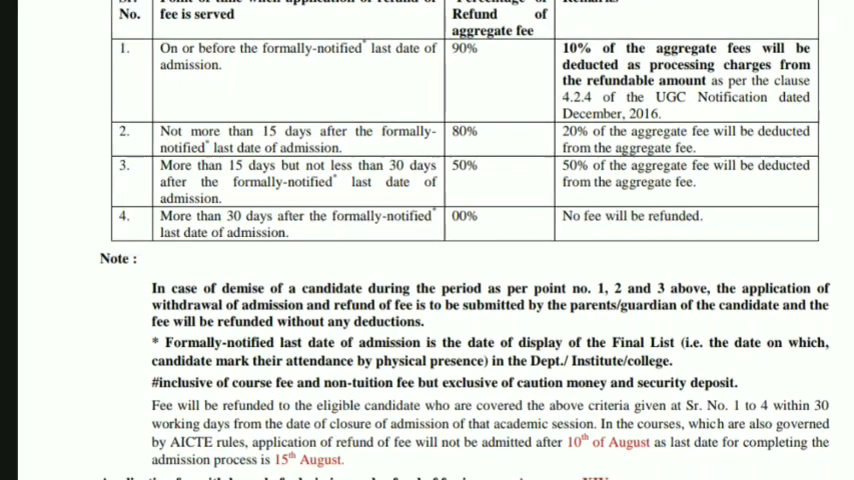 No. fee is served Refund of
aggregate fee
1. On or before the formally-notified* last date of 90% 10% of the aggregate fees will be
admission. deducted as processing charges from
the refundable amount as per the clause
4.2.4 of the UGC Notification dated
December, 2016.
2. Not more than 15 days after the formally- 80% 20% of the aggregate fee will be deducted
notified* last date of admission. from the aggregate fee.
3. More than 15 days but not less than 30 days 50% 50% of the aggregate fee will be deducted
after the formally-notified* last date of from the aggregate fee.
admission.
4. More than 30 days after the formally-notified* 00% No fee will be refunded.
last date of admission.
Note :
In case of demise of a candidate during the period as per point no. 1, 2 and 3 above, the application of
withdrawal of admission and refund of fee is to be submitted by the parents/guardian of the candidate and the
fee will be refunded without any deductions.
* Formally-notified last date of admission is the date of display of the Final List (i.e. the date on which,
candidate mark their attendance by physical presence) in the Dept./ Institute/college.
#inclusive of course fee and non-tuition fee but exclusive of caution money and security deposit.
Fee will be refunded to the eligible candidate who are covered the above criteria given at Sr. No. 1 to 4 within 30
working days from the date of closure of admission of that academic session. In the courses, which are also governed
by AICTE rules, application of refund of fee will not be admitted after 10th of August as last date for completing the
admission process is 15th August.